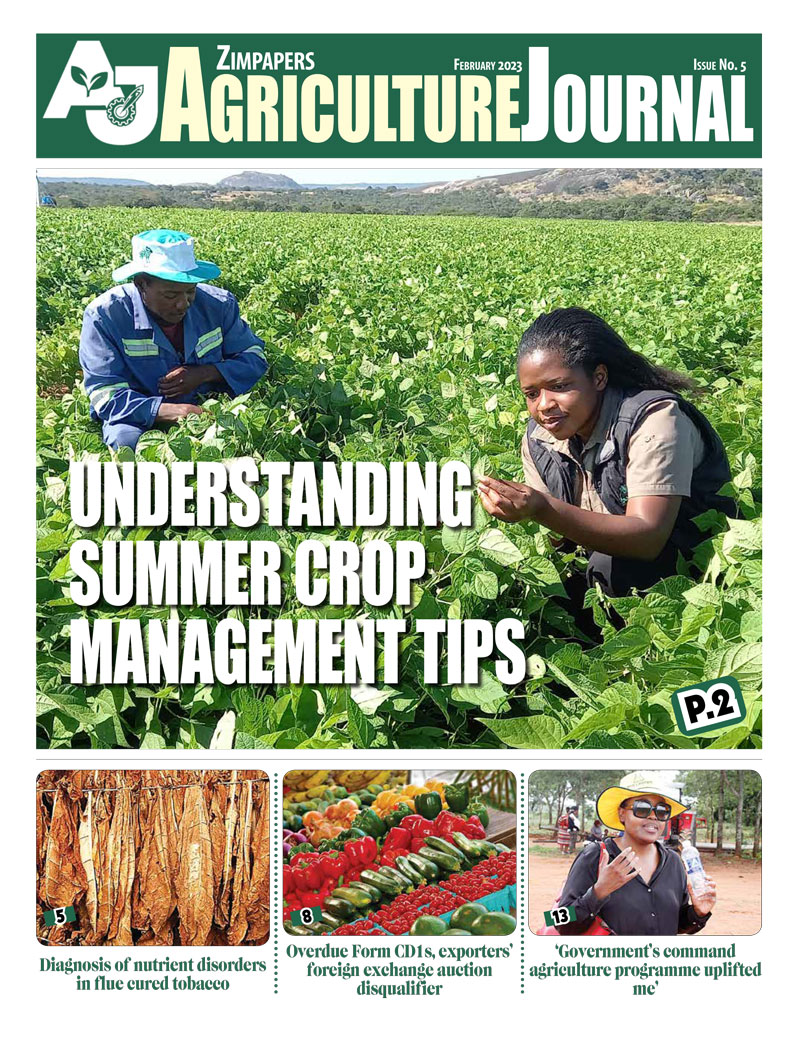 AJ
ZIMPAPERS
FEBRUARY 2023
ISSUE NO. 5
AGRICULTURE JOURNAL
UNDERSTANDING
SUMMER CROP
MANAGEMENT TIPS
P.2
5
Diagnosis of nutrient disorders
in flue cured tobacco
8
Overdue Form CD1s, exporters’
foreign exchange auction
disqualifier
13
‘Government’s command
agriculture programme uplifted
me’